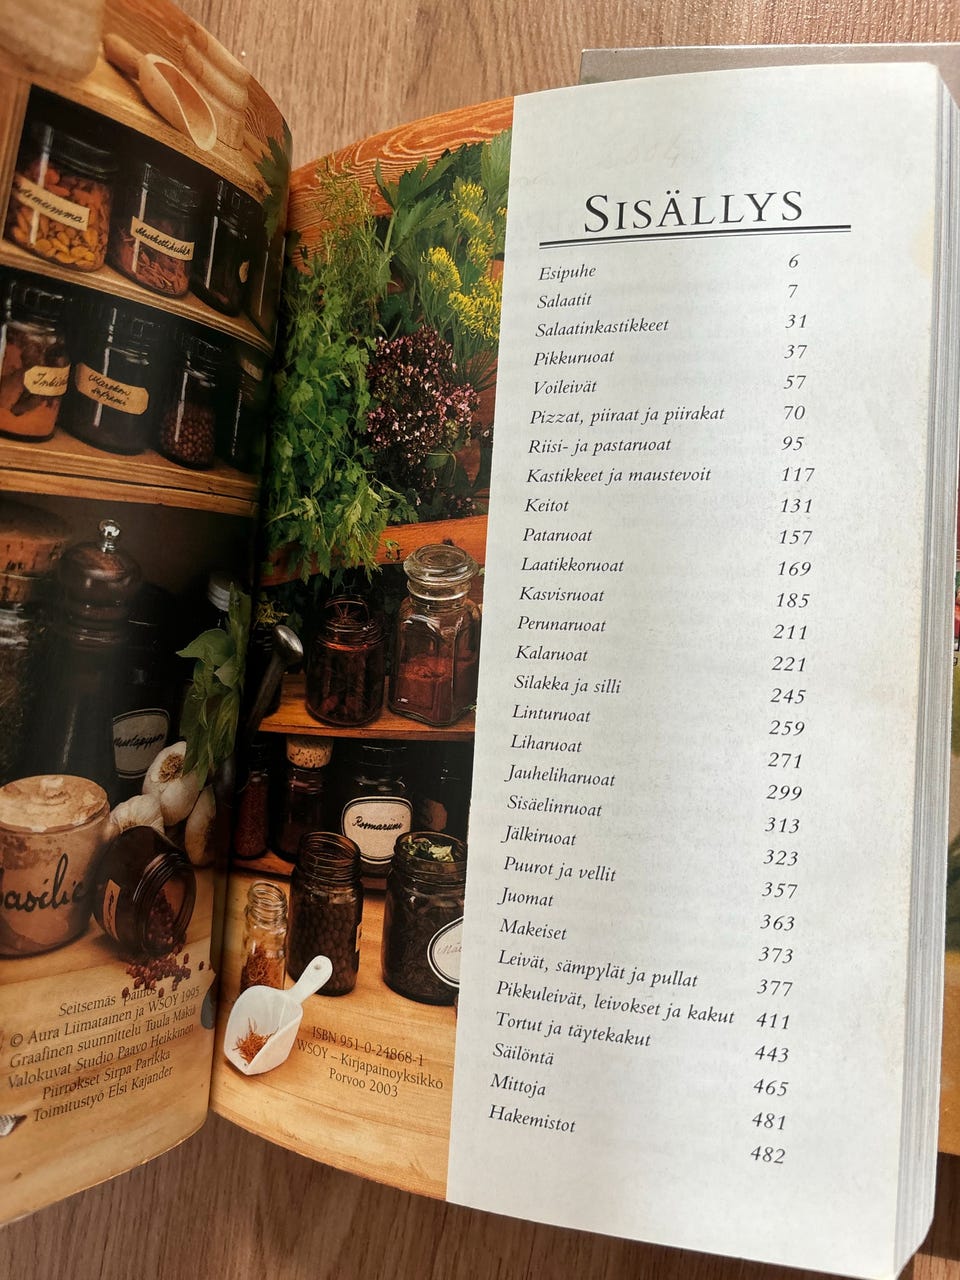 Muskottikukka
Basilic
Rosmariini
Seitsemäs painos
© Aura Liimatainen ja WSOY 1995
Graafinen suunnittelu Tuula Mäkiä
Valokuvat Studio Paavo Heikkinen
Piirrokset Sirpa Parikka
Toimitustyö Elsi Kajander
ISBN 951-0-24868-1
WSOY – Kirjapainoyksikkö
Porvoo 2003
SISÄLLYS
Esipuhe 6
Salaatit 7
Salaatinkastikkeet 31
Pikkuruoat 37
Voileivät 57
Pizzat, piiraat ja piirakat 70
Riisi- ja pastaruoat 95
Kastikkeet ja maustevoit 117
Keitot 131
Pataruoat 157
Laatikkoruoat 169
Kasvisruoat 185
Perunaruoat 211
Kalaruoat 221
Silakka ja silli 245
Linturuoat 259
Liharuoat 271
Jauheliharuoat 299
Sisäelinruoat 313
Jälkiruoat 323
Puurot ja vellit 357
Juomat 363
Makeiset 373
Leivät, sämpylät ja pullat 377
Pikkuleivät, leivokset ja kakut 411
Tortut ja täytekakut 443
Säilöntä 465
Mittoja 481
Hakemistot 482